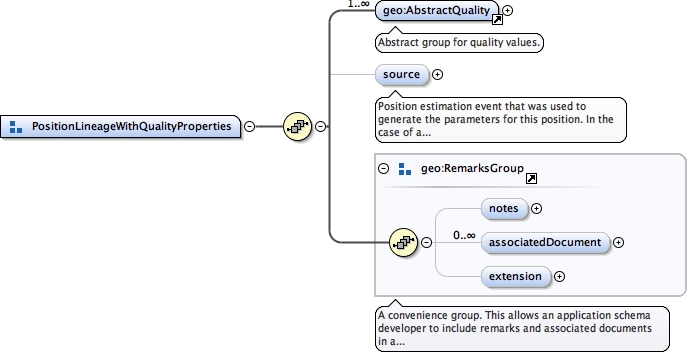 1..∞
geo:AbstractQuality
Abstract group for quality values.
source
Position estimation event that was used to
generate the parameters for this position. In the
case of a...
PositionLineageWithQualityProperties
geo:RemarksGroup
notes
0..∞
associatedDocument
extension
A convenience group. This allows an application schema
developer to include remarks and associated documents
in a...